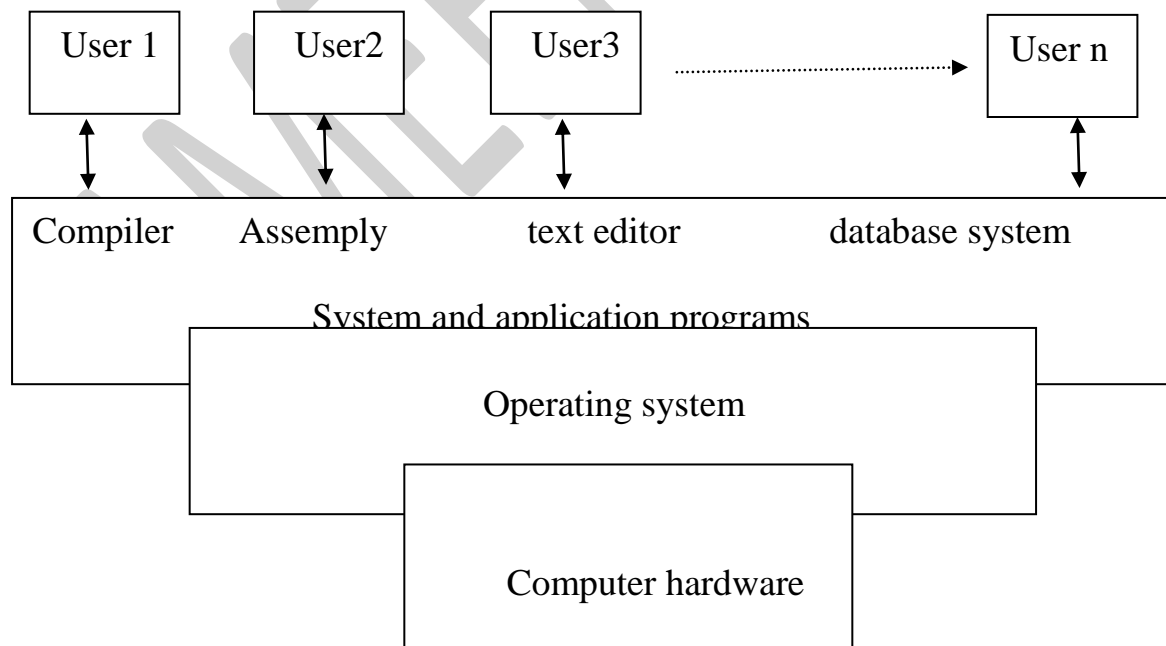 User 1 User2 User3 User n
Compiler Assemply text editor database system
System and application programs
Operating system
Computer hardware